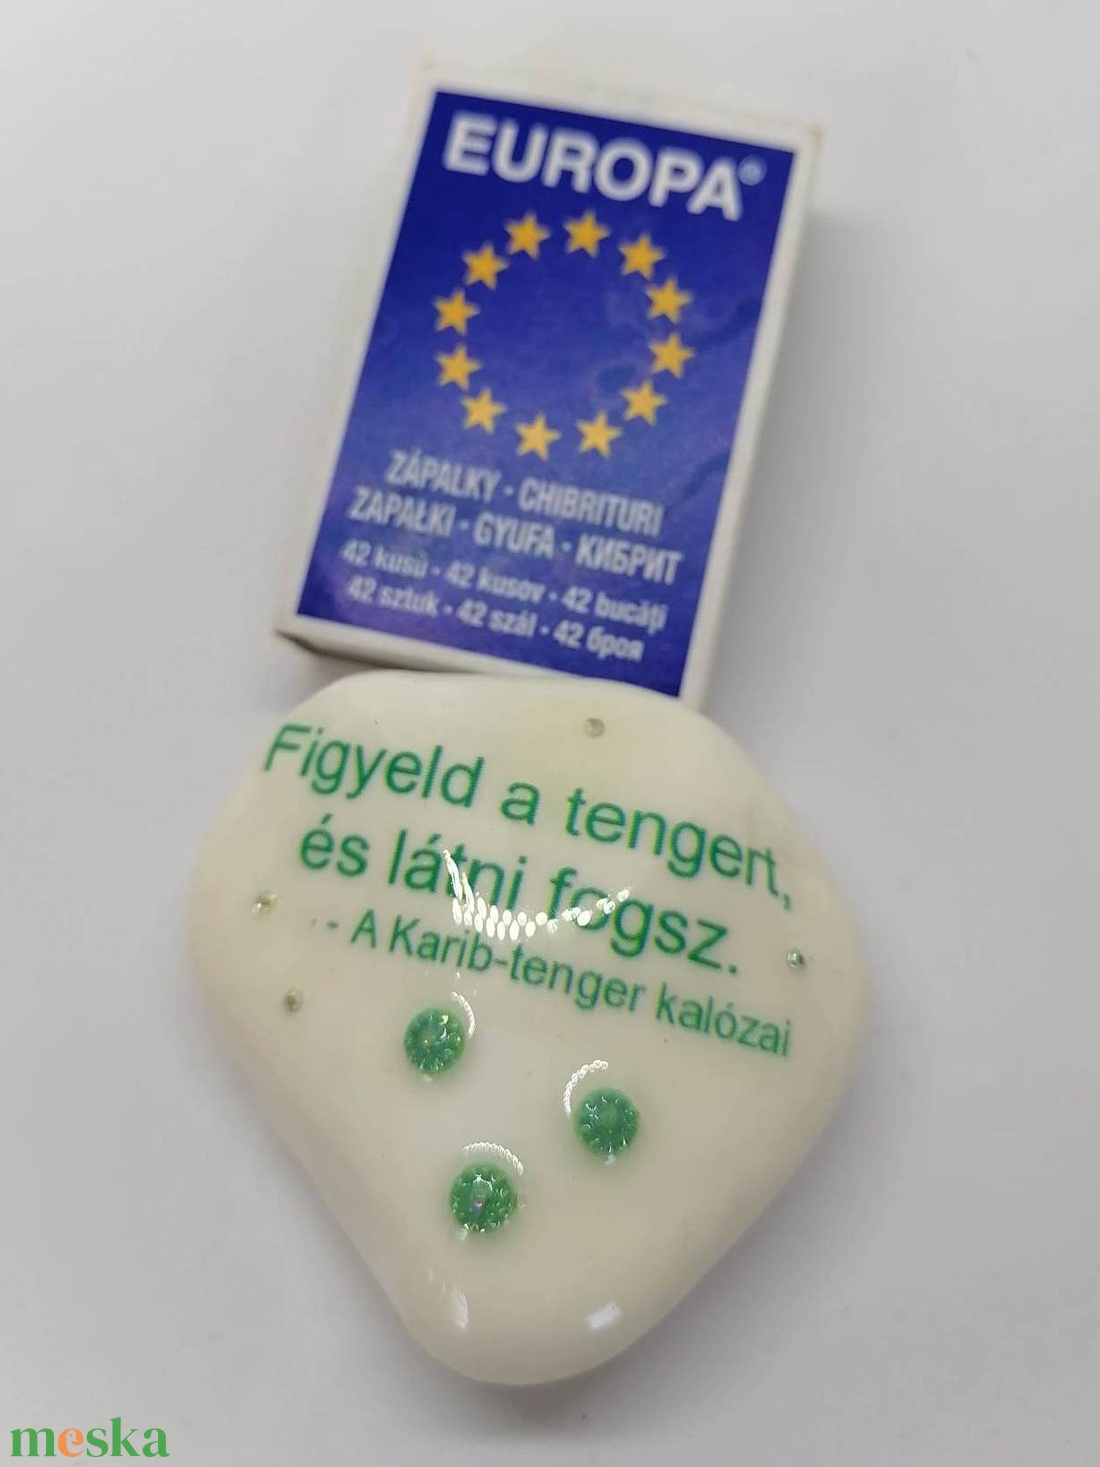 EUROPA®
ZÁPALKY - CHIBRITURI
ZAPAŁKI - GYUFA - КИБРИТ
42 kusů - 42 kusov - 42 bucăţi
42 sztuk - 42 szál - 42 броя
Figyeld a tengert,
és látni fogsz.
- A Karib-tenger kalózai
meska